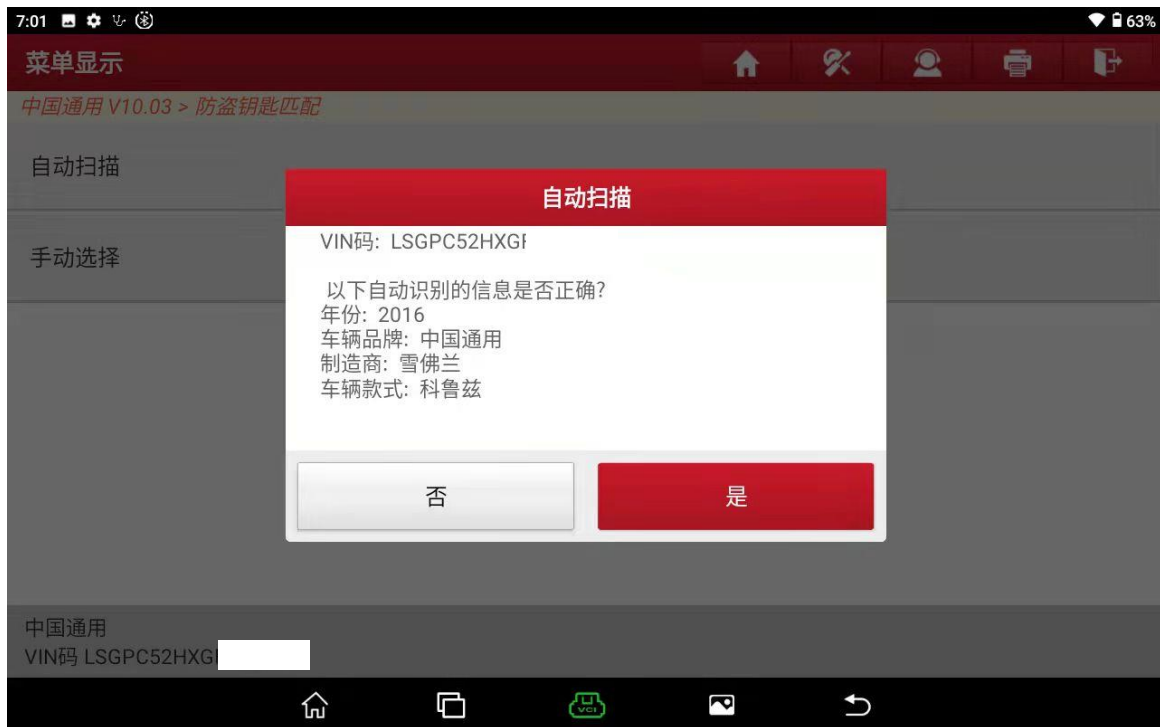 7:01
63%
菜单显示
中国通用 V10.03 > 防盗钥匙匹配
自动扫描
手动选择
自动扫描
VIN码: LSGPC52HXG
以下自动识别的信息是否正确?
年份: 2016
车辆品牌: 中国通用
制造商: 雪佛兰
车辆款式: 科鲁兹
否
是
中国通用
VIN码 LSGPC52HXG
VCI